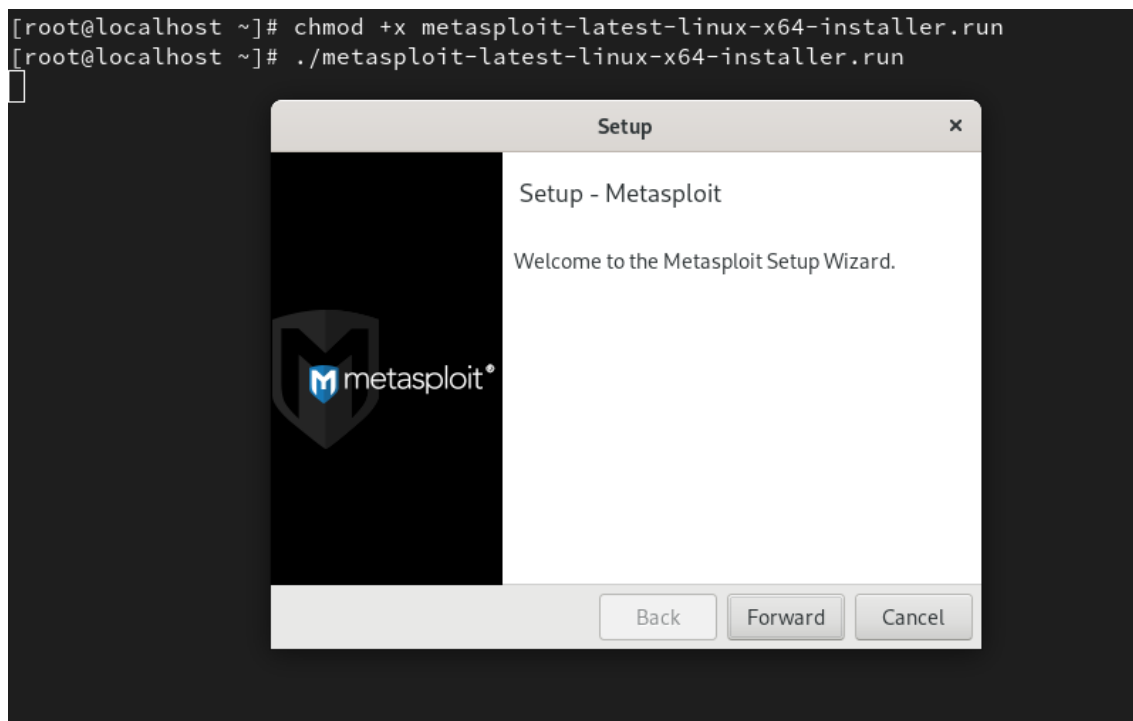 [root@localhost ~]# chmod +x metasploit-latest-linux-x64-installer.run
[root@localhost ~]# ./metasploit-latest-linux-x64-installer.run
Setup ×
Setup - Metasploit
Welcome to the Metasploit Setup Wizard.
metasploit®
Back Forward Cancel